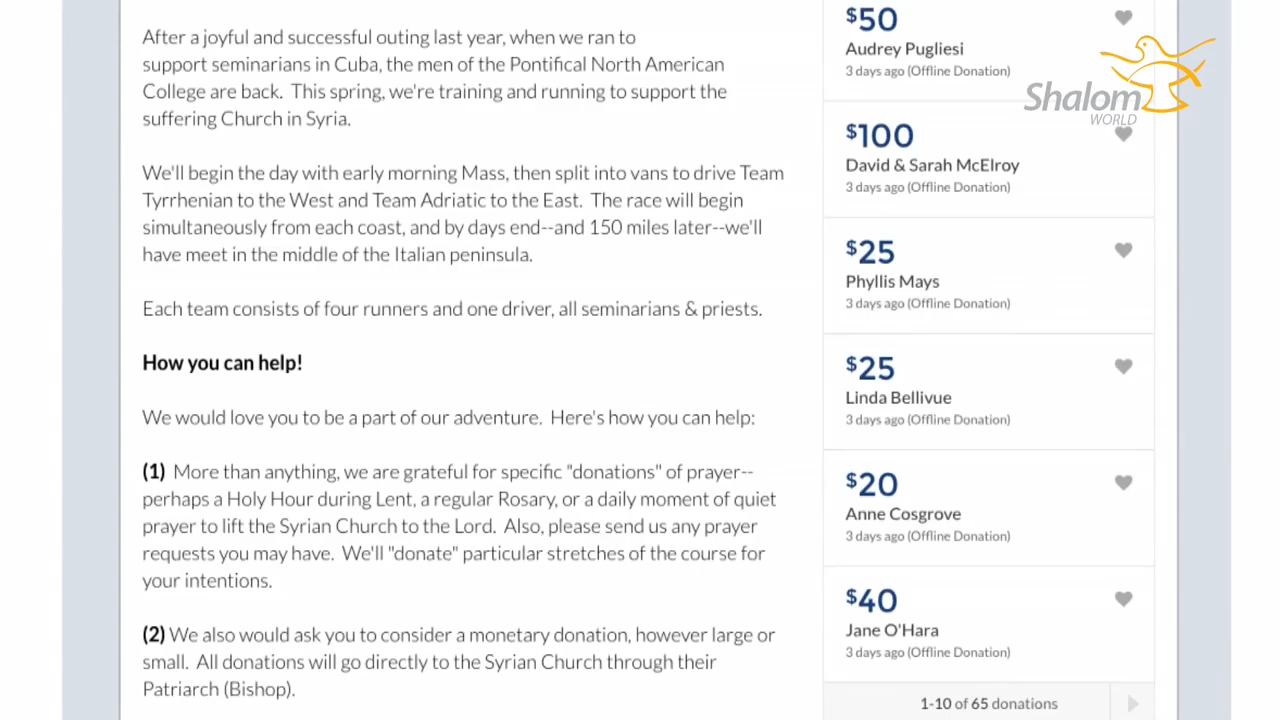 After a joyful and successful outing last year, when we ran to
support seminarians in Cuba, the men of the Pontifical North American
College are back. This spring, we're training and running to support the
suffering Church in Syria.
We'll begin the day with early morning Mass, then split into vans to drive Team
Tyrrhenian to the West and Team Adriatic to the East. The race will begin
simultaneously from each coast, and by days end--and 150 miles later--we'll
have meet in the middle of the Italian peninsula.
Each team consists of four runners and one driver, all seminarians & priests.
How you can help!
We would love you to be a part of our adventure. Here's how you can help:
(1) More than anything, we are grateful for specific "donations" of prayer--
perhaps a Holy Hour during Lent, a regular Rosary, or a daily moment of quiet
prayer to lift the Syrian Church to the Lord. Also, please send us any prayer
requests you may have. We'll "donate" particular stretches of the course for
your intentions.
(2) We also would ask you to consider a monetary donation, however large or
small. All donations will go directly to the Syrian Church through their
Patriarch (Bishop).
$50
Audrey Pugliesi
3 days ago (Offline Donation)
$100
David & Sarah McElroy
3 days ago (Offline Donation)
$25
Phyllis Mays
3 days ago (Offline Donation)
$25
Linda Bellivue
3 days ago (Offline Donation)
$20
Anne Cosgrove
3 days ago (Offline Donation)
$40
Jane O'Hara
3 days ago (Offline Donation)
1-10 of 65 donations
Shalom
WORLD